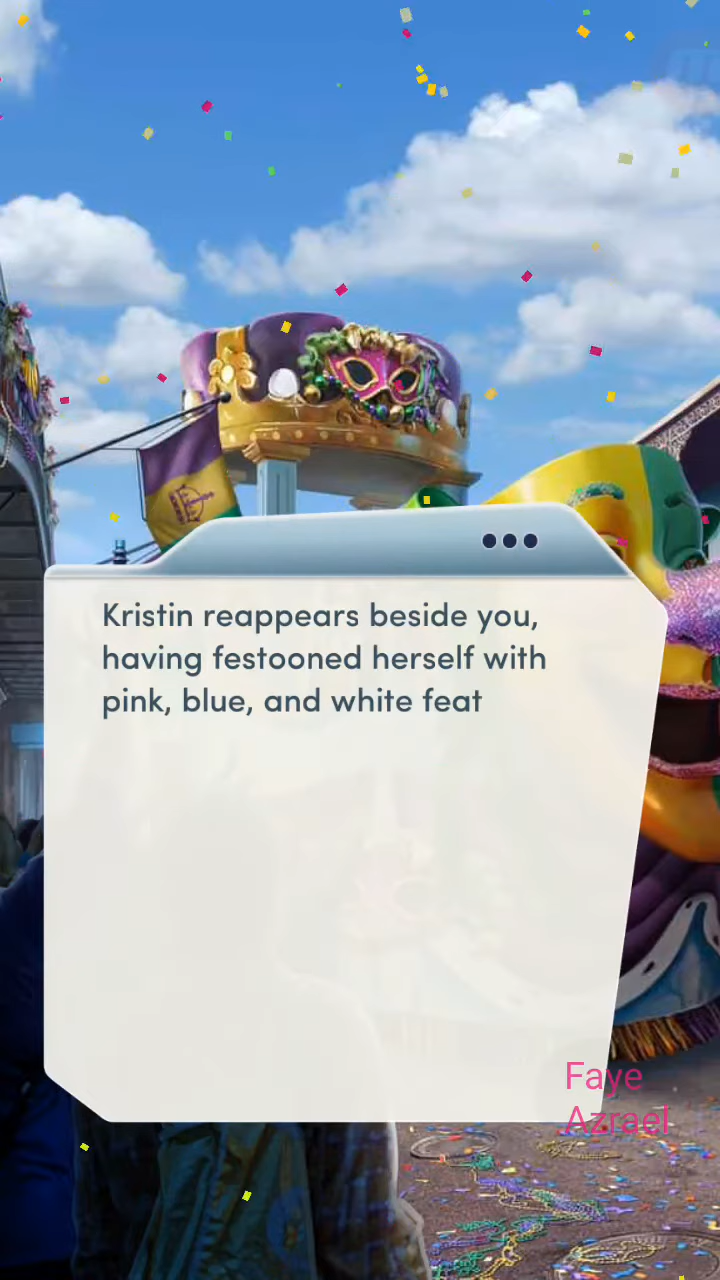 Kristin reappears beside you,
having festooned herself with
pink, blue, and white feat
Faye
Azrael